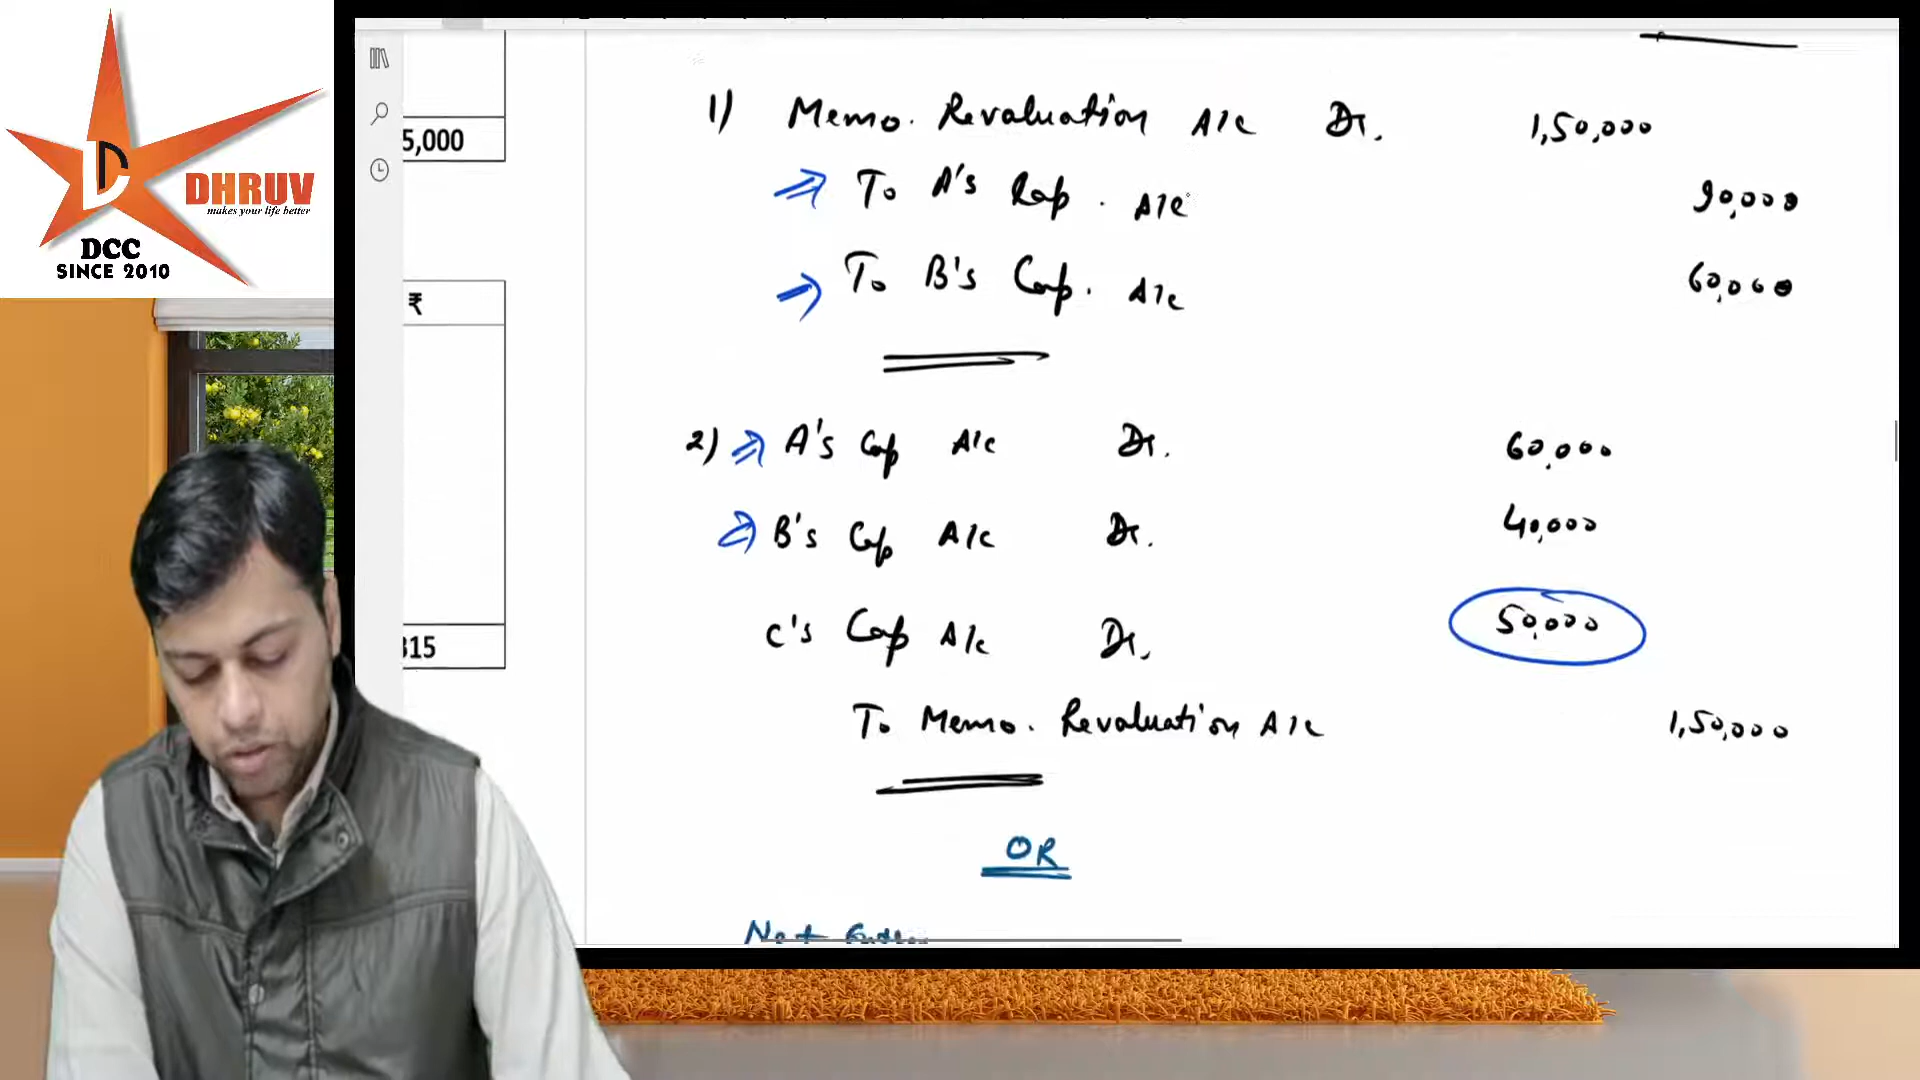 DHRUV
makes your life better
DCC
SINCE 2010
5,000
₹
315
1) Memo. Revaluation A/c Dr. 1,50,000
To A's Cap. A/c 90,000
To B's Cap. A/c 60,000
2) A's Cap A/c Dr. 60,000
B's Cap A/c Dr. 40,000
C's Cap A/c Dr. 50,000
To Memo. Revaluation A/c 1,50,000
OR
Net